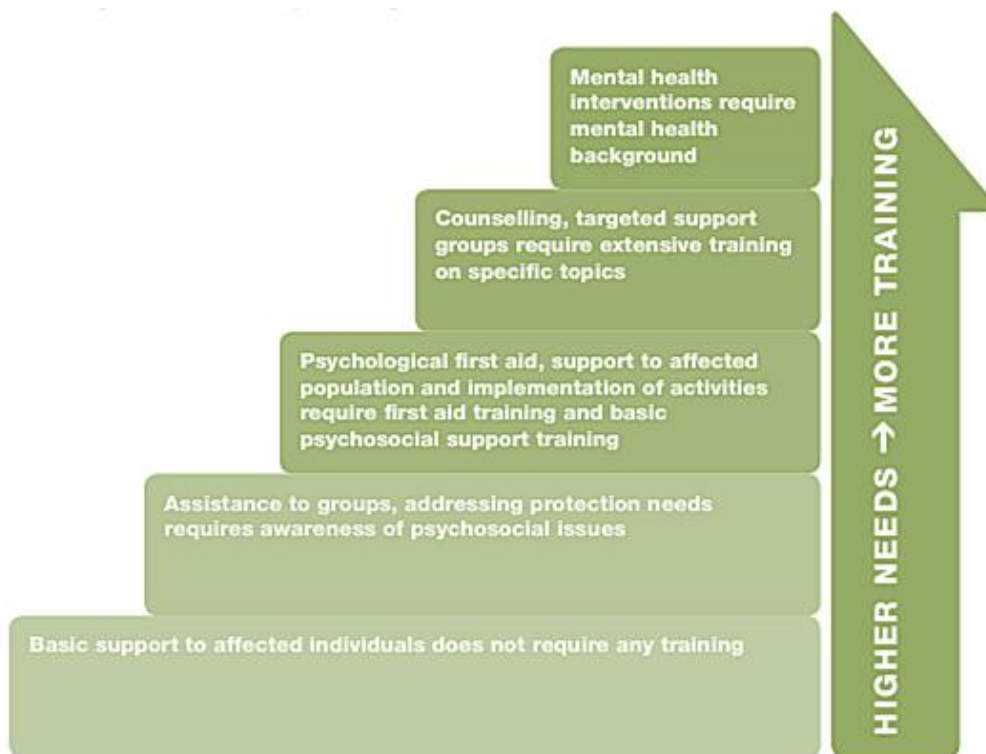 Mental health
interventions require
mental health
background
Counselling, targeted support
groups require extensive training
on specific topics
Psychological first aid, support to affected
population and implementation of activities
require first aid training and basic
psychosocial support training
Assistance to groups, addressing protection needs
requires awareness of psychosocial issues
Basic support to affected individuals does not require any training
HIGHER NEEDS → MORE TRAINING